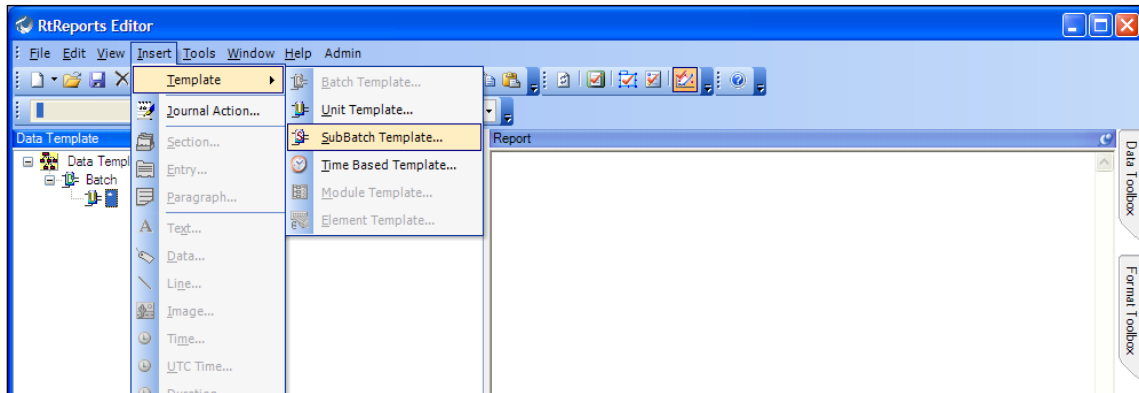 RtReports Editor
File Edit View Insert Tools Window Help Admin
Template
Journal Action...
Section...
Entry...
Paragraph...
Text...
Data...
Line...
Image...
Time...
UTC Time...
Duration
Batch Template...
Unit Template...
SubBatch Template...
Time Based Template...
Module Template...
Element Template...
Data Template
Data Templ
Batch
Report
Data Toolbox
Format Toolbox